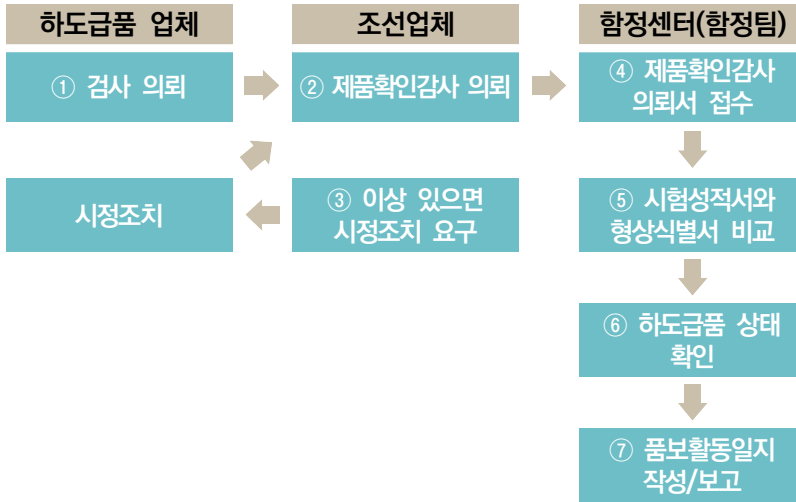 하도급품 업체
조선업체
함정센터(함정팀)
① 검사 의뢰
② 제품확인감사 의뢰
④ 제품확인감사
의뢰서 접수
시정조치
③ 이상 있으면
시정조치 요구
⑤ 시험성적서와
형상식별서 비교
⑥ 하도급품 상태
확인
⑦ 품보활동일지
작성/보고